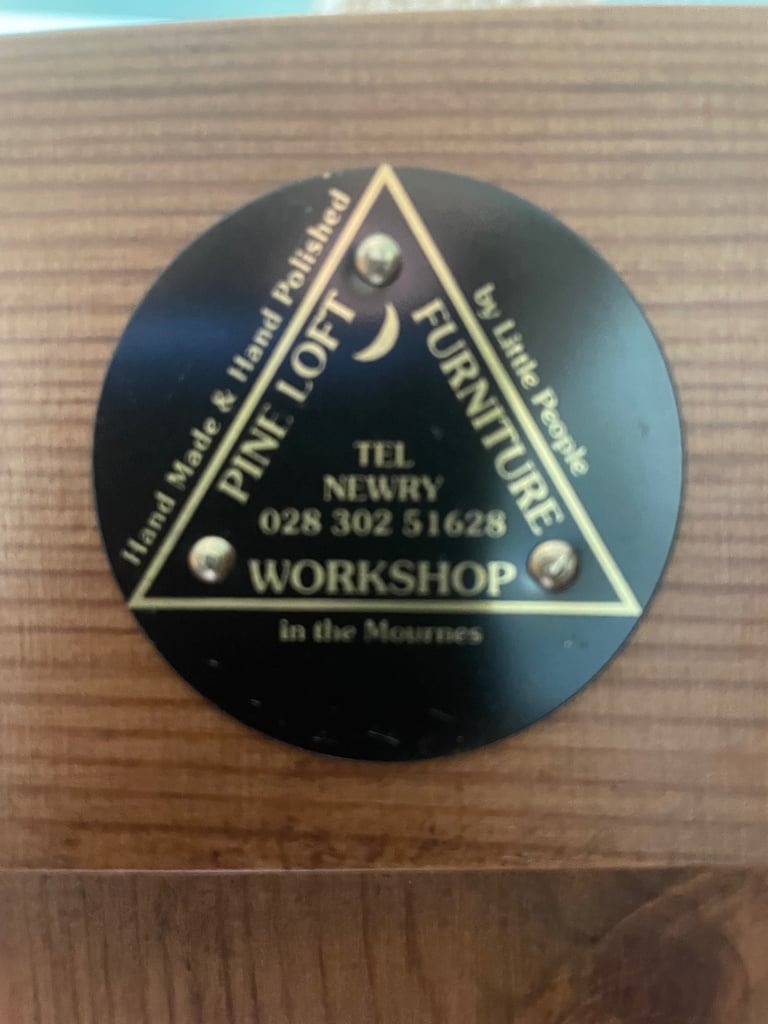 Hand Made & Hand Polished
by Little People
PINE LOFT
FURNITURE
TEL
NEWRY
028 302 51628
WORKSHOP
in the Mournes